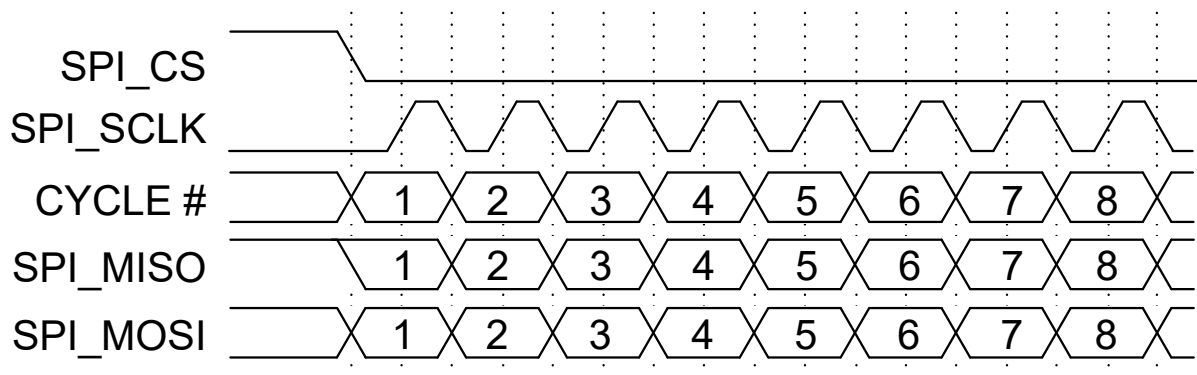 SPI_CS
SPI_SCLK
CYCLE # 1 2 3 4 5 6 7 8
SPI_MISO 1 2 3 4 5 6 7 8
SPI_MOSI 1 2 3 4 5 6 7 8